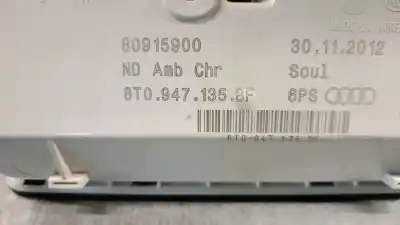 80915900 30.11.2012
ND Amb Chr Soul
8T0.947.135.BF 6PS